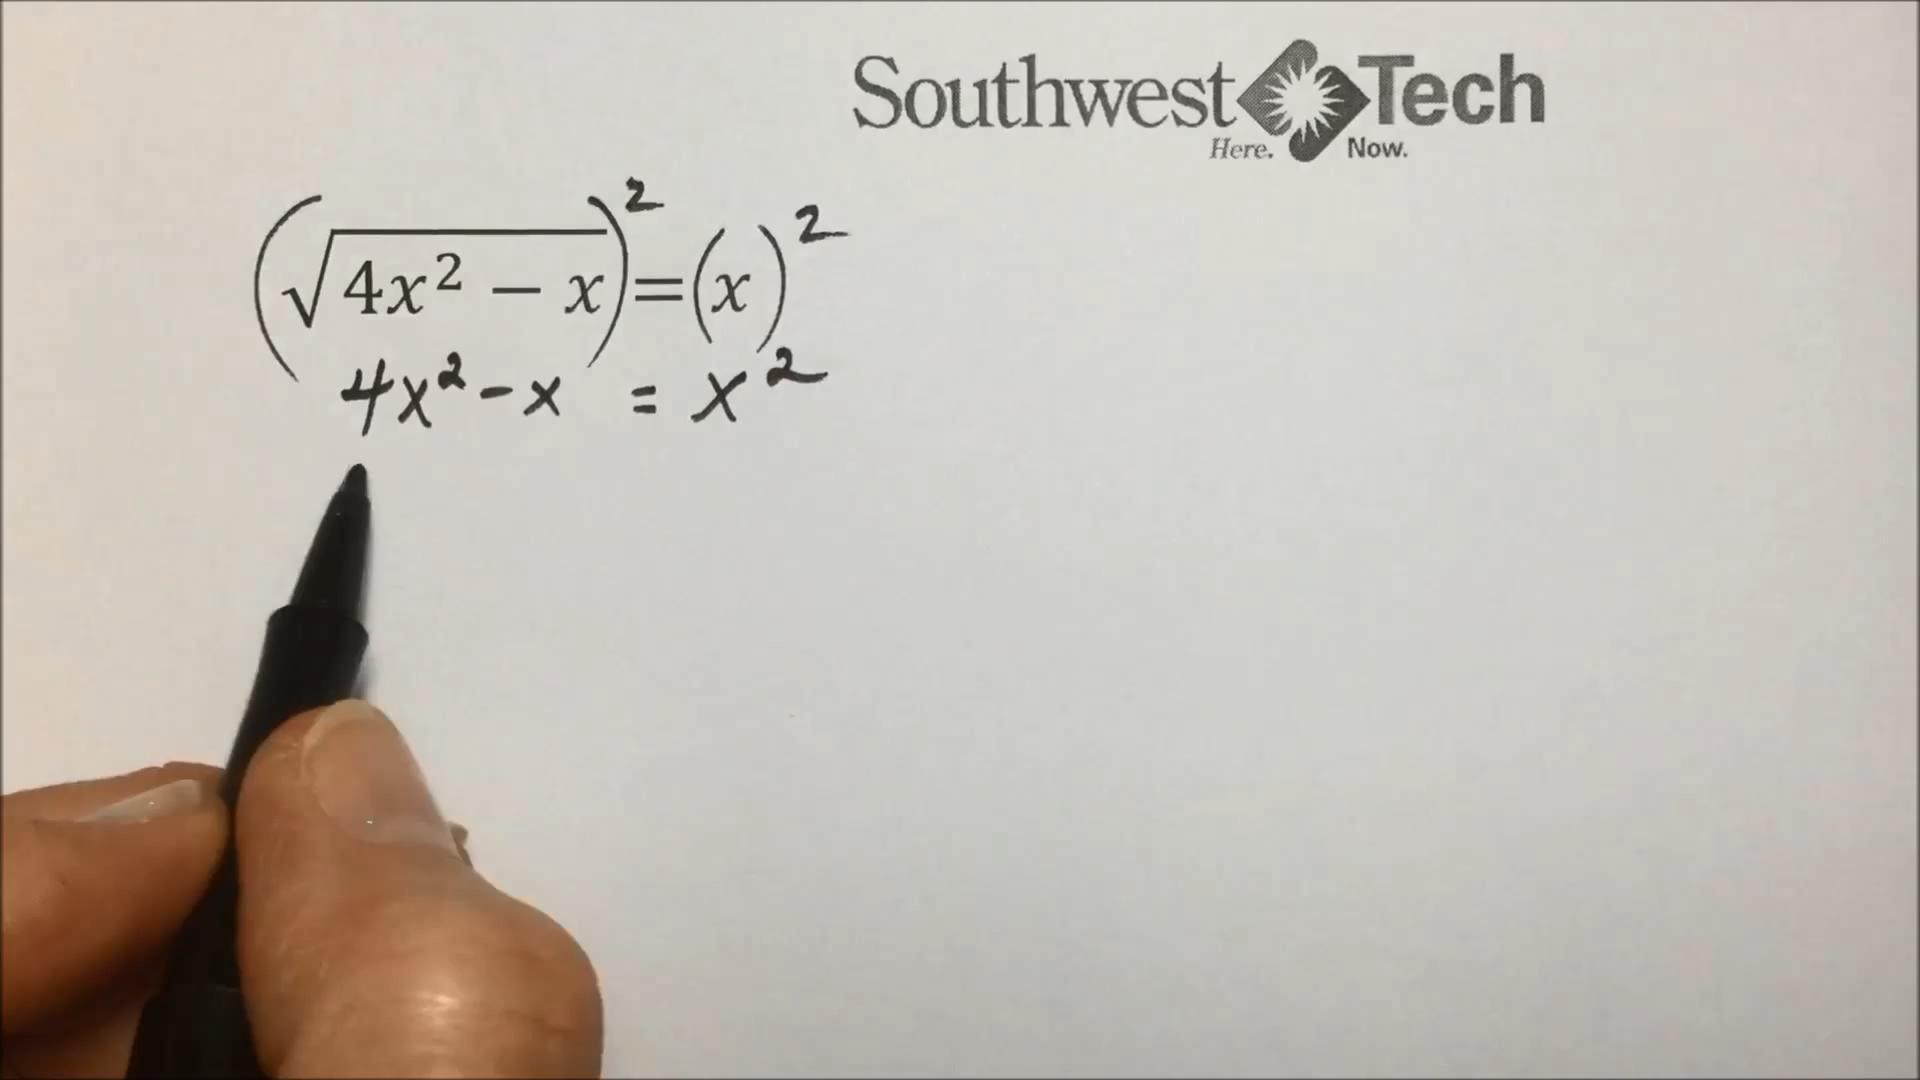 Southwest Tech
Here. Now.
(√(4x² − x))² = (x)²
4x² - x = x²